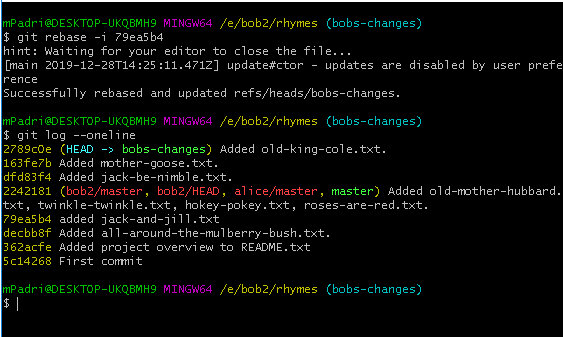 mPadri@DESKTOP-UKQBMH9 MINGW64 /e/bob2/rhymes (bobs-changes)
$ git rebase -i 79ea5b4
hint: Waiting for your editor to close the file...
[main 2019-12-28T14:25:11.471Z] update#ctor - updates are disabled by user prefe
rence
Successfully rebased and updated refs/heads/bobs-changes.
mPadri@DESKTOP-UKQBMH9 MINGW64 /e/bob2/rhymes (bobs-changes)
$ git log --oneline
2789c0e (HEAD -> bobs-changes) Added old-king-cole.txt.
163fe7b Added mother-goose.txt.
dfd83f4 Added jack-be-nimble.txt.
2242181 (bob2/master, bob2/HEAD, alice/master, master) Added old-mother-hubbard.
txt, twinkle-twinkle.txt, hokey-pokey.txt, roses-are-red.txt.
79ea5b4 added jack-and-jill.txt
decbb8f Added all-around-the-mulberry-bush.txt.
362acfe Added project overview to README.txt
5c14268 First commit
mPadri@DESKTOP-UKQBMH9 MINGW64 /e/bob2/rhymes (bobs-changes)
$